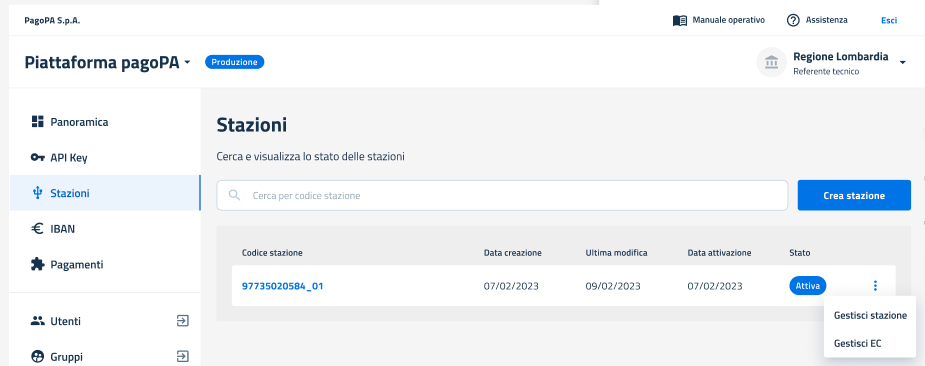 PagoPA S.p.A.
Manuale operativo
Assistenza
Esci
Piattaforma pagoPA
Produzione
Regione Lombardia
Referente tecnico
Panoramica
API Key
Stazioni
IBAN
Pagamenti
Utenti
Gruppi
Stazioni
Cerca e visualizza lo stato delle stazioni
Cerca per codice stazione
Crea stazione
Codice stazione Data creazione Ultima modifica Data attivazione Stato
97735020584_01 07/02/2023 09/02/2023 07/02/2023 Attiva
Gestisci stazione
Gestisci EC